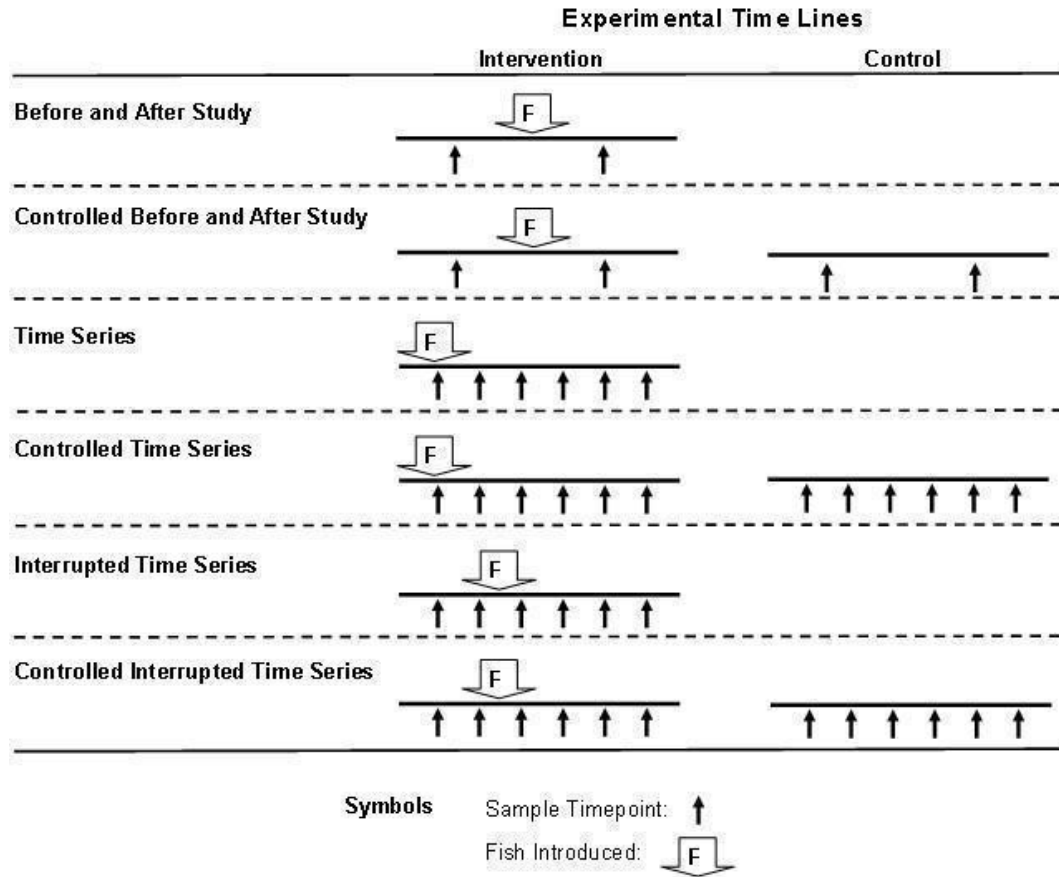 Experimental Time Lines
Intervention Control
Before and After Study
F
Controlled Before and After Study
F
Time Series
F
Controlled Time Series
F
Interrupted Time Series
F
Controlled Interrupted Time Series
F
Symbols Sample Timepoint:
Fish Introduced: F